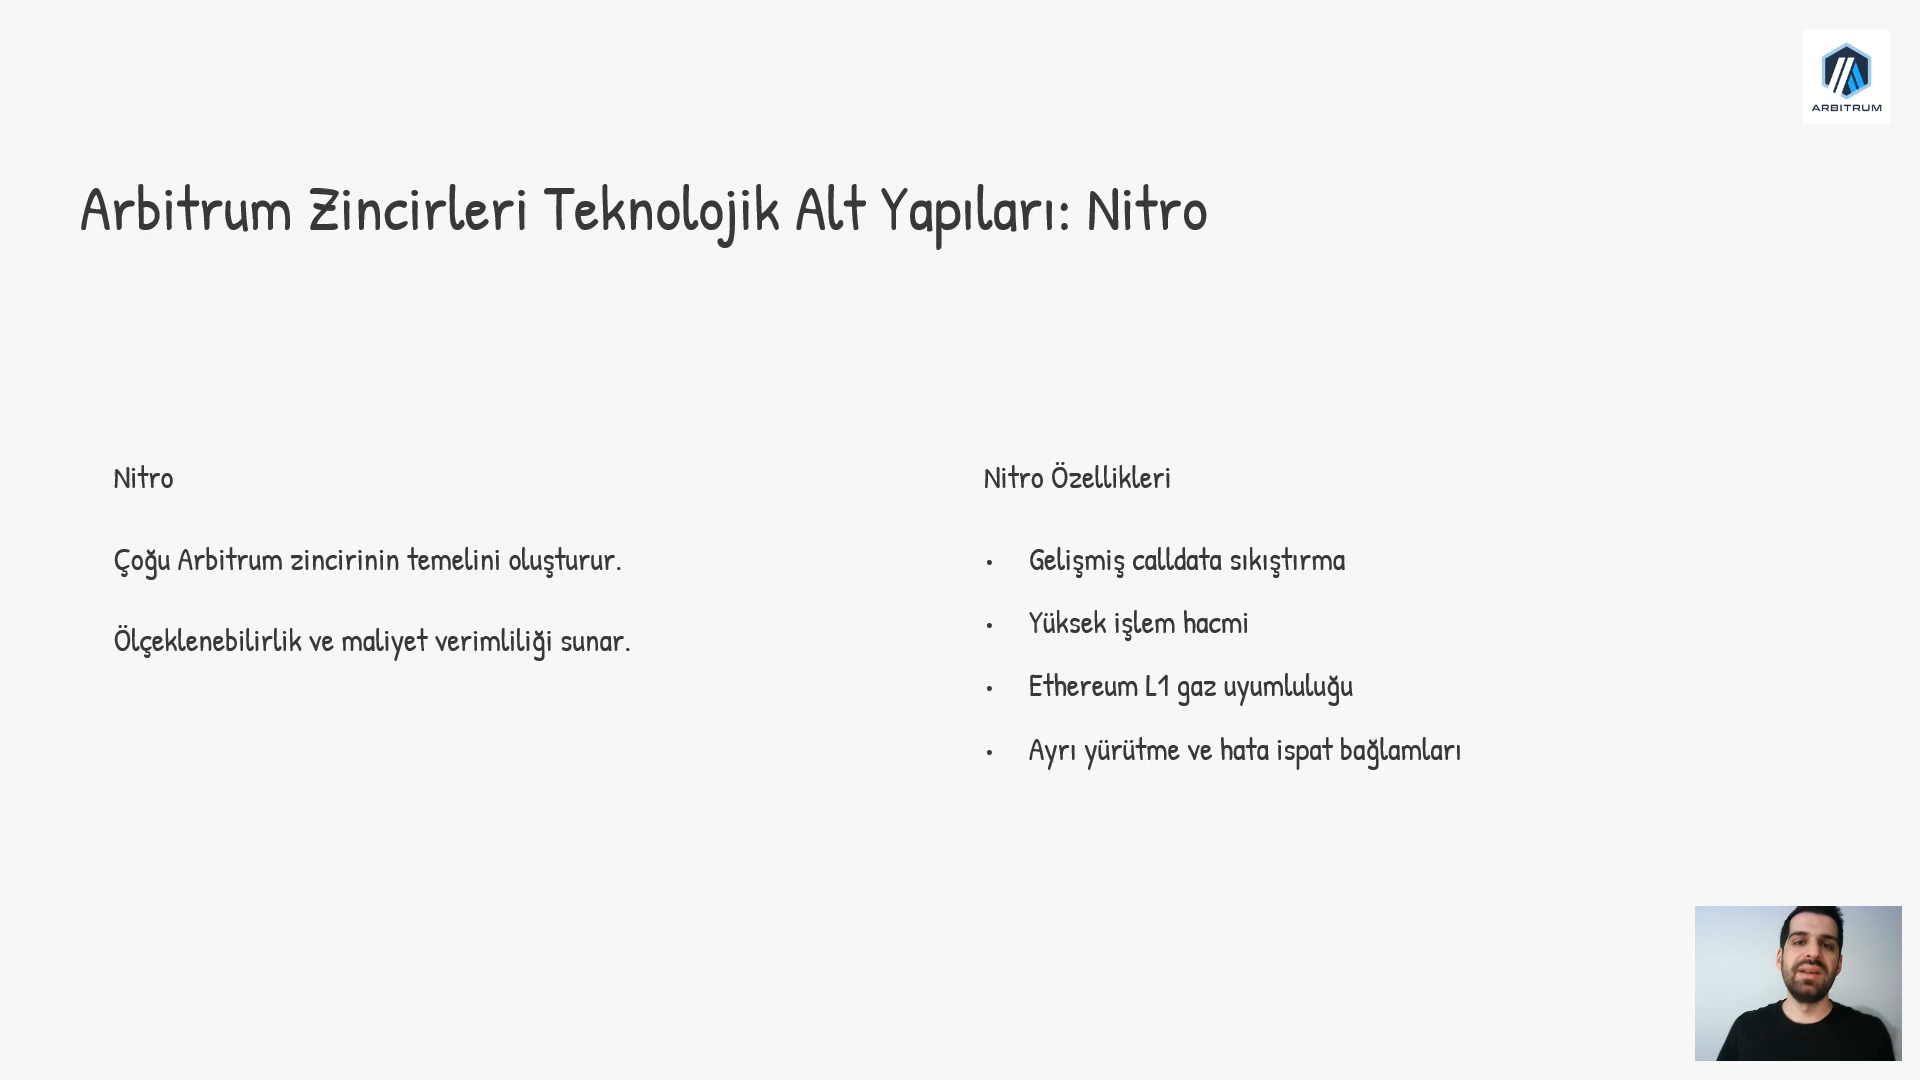 ARBITRUM
Arbitrum Zincirleri Teknolojik Alt Yapıları: Nitro
Nitro
Çoğu Arbitrum zincirinin temelini oluşturur.
Ölçeklenebilirlik ve maliyet verimliliği sunar.
Nitro Özellikleri
• Gelişmiş calldata sıkıştırma
• Yüksek işlem hacmi
• Ethereum L1 gaz uyumluluğu
• Ayrı yürütme ve hata ispat bağlamları